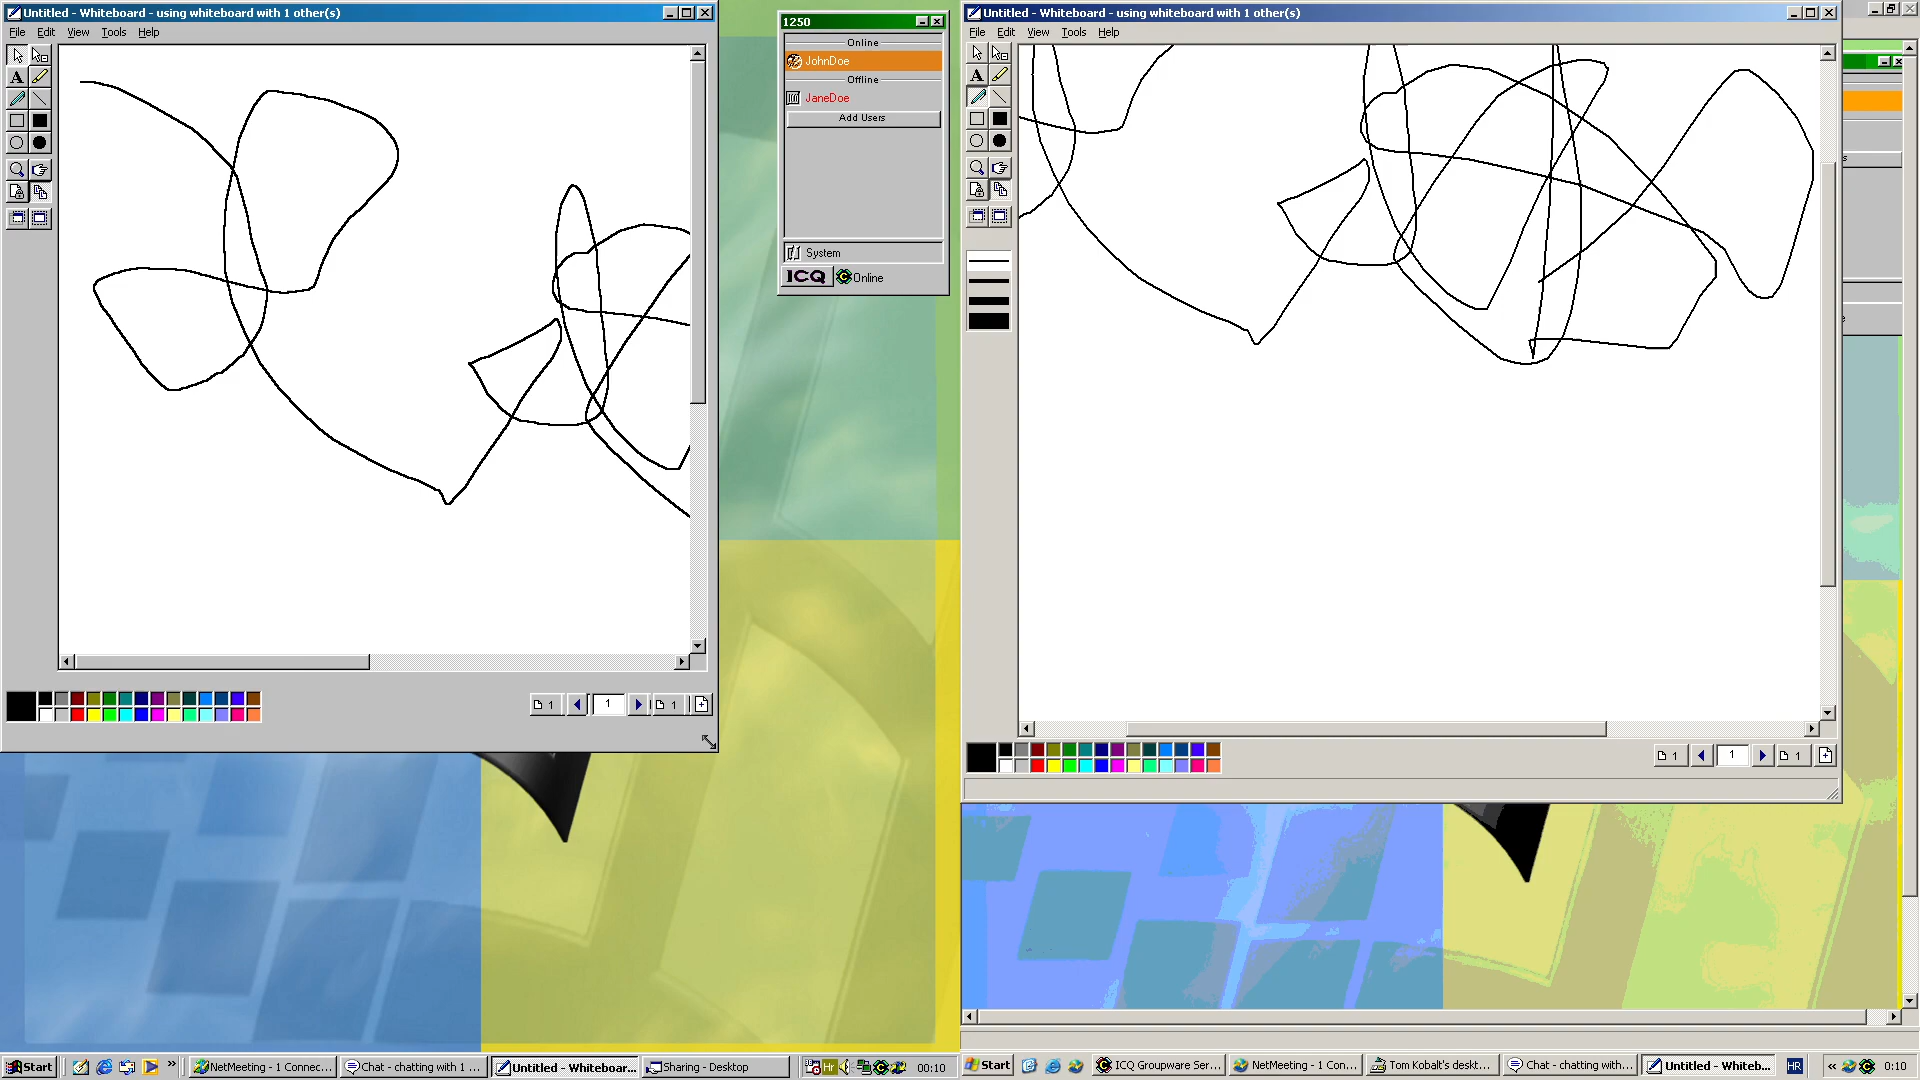 Untitled - Whiteboard - using whiteboard with 1 other(s)
File Edit View Tools Help
A
1
1
1
1250
Online
JohnDoe
Offline
JaneDoe
Add Users
System
ICQ
Online
Untitled - Whiteboard - using whiteboard with 1 other(s)
File Edit View Tools Help
A
1
1
1
Start
»
NetMeeting - 1 Connec...
Chat - chatting with 1 ...
Untitled - Whiteboar...
Sharing - Desktop
Hr
00:10
Start
ICQ Groupware Ser...
NetMeeting - 1 Con...
Tom Kobalt's deskt...
Chat - chatting with...
Untitled - Whiteb...
HR
«
0:10